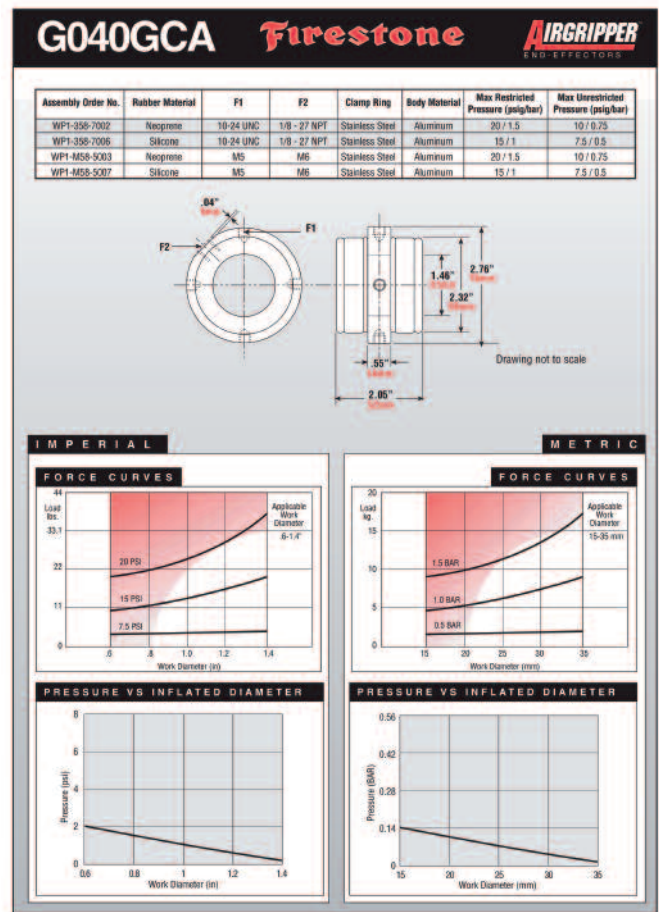 G040GCA Firestone AIRGRIPPER
END-EFFECTORS
Assembly Order No. Rubber Material F1 F2 Clamp Ring Body Material Max Restricted Pressure (psig/bar) Max Unrestricted Pressure (psig/bar)
WP1-358-7002 Neoprene 10-24 UNC 1/8 - 27 NPT Stainless Steel Aluminum 20 / 1.5 10 / 0.75
WP1-358-7006 Silicone 10-24 UNC 1/8 - 27 NPT Stainless Steel Aluminum 15 / 1 7.5 / 0.5
WP1-M58-5003 Neoprene M5 M6 Stainless Steel Aluminum 20 / 1.5 10 / 0.75
WP1-M58-5007 Silicone M5 M6 Stainless Steel Aluminum 15 / 1 7.5 / 0.5
.04"
F1
F2
1.46"
2.76"
2.32"
.55"
Drawing not to scale
2.05"
IMPERIAL
FORCE CURVES
44
Load
lbs.
33.1
22
11
0
20 PSI
15 PSI
7.5 PSI
Applicable
Work
Diameter
.6-1.4"
.6 .8 1.0 1.2 1.4
Work Diameter (in)
PRESSURE VS INFLATED DIAMETER
8
6
4
2
0
Pressure (psi)
0.6 0.8 1 1.2 1.4
Work Diameter (in)
METRIC
FORCE CURVES
20
Load
kg.
15
10
5
0
1.5 BAR
1.0 BAR
0.5 BAR
Applicable
Work
Diameter
15-35 mm
15 20 25 30 35
Work Diameter (mm)
PRESSURE VS INFLATED DIAMETER
0.56
0.42
0.28
0.14
0
Pressure (BAR)
15 20 25 30 35
Work Diameter (mm)